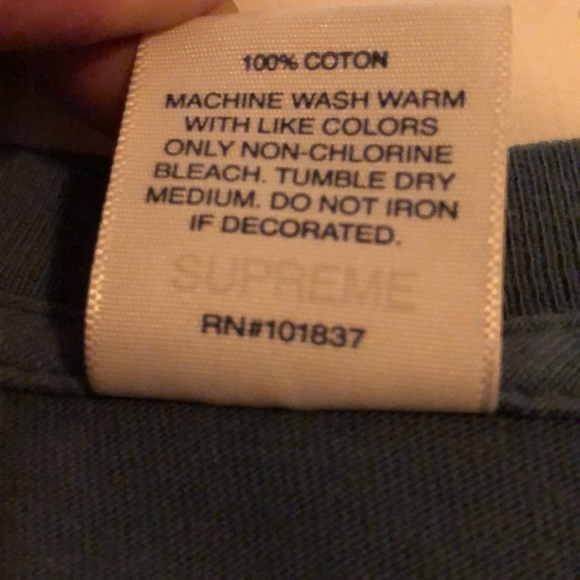 100% COTON
MACHINE WASH WARM
WITH LIKE COLORS
ONLY NON-CHLORINE
BLEACH. TUMBLE DRY
MEDIUM. DO NOT IRON
IF DECORATED.
SUPREME
RN#101837